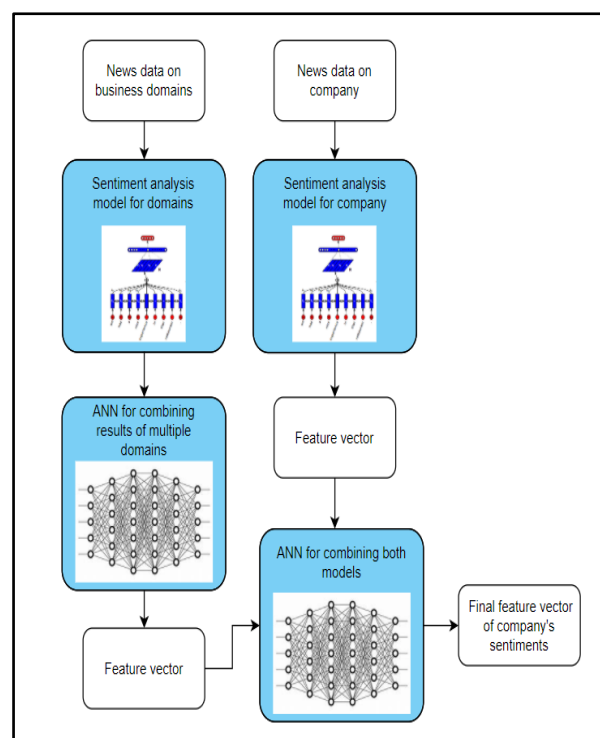 News data on
business domains
News data on
company
Sentiment analysis
model for domains
Sentiment analysis
model for company
ANN for combining
results of multiple
domains
Feature vector
Feature vector
ANN for combining both
models
Final feature vector
of company's
sentiments